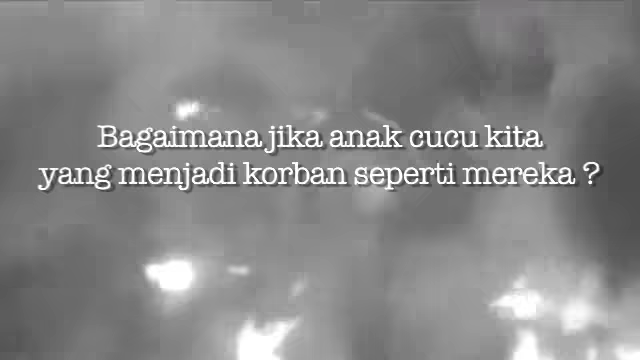 Bagaimana jika anak cucu kita
yang menjadi korban seperti mereka ?